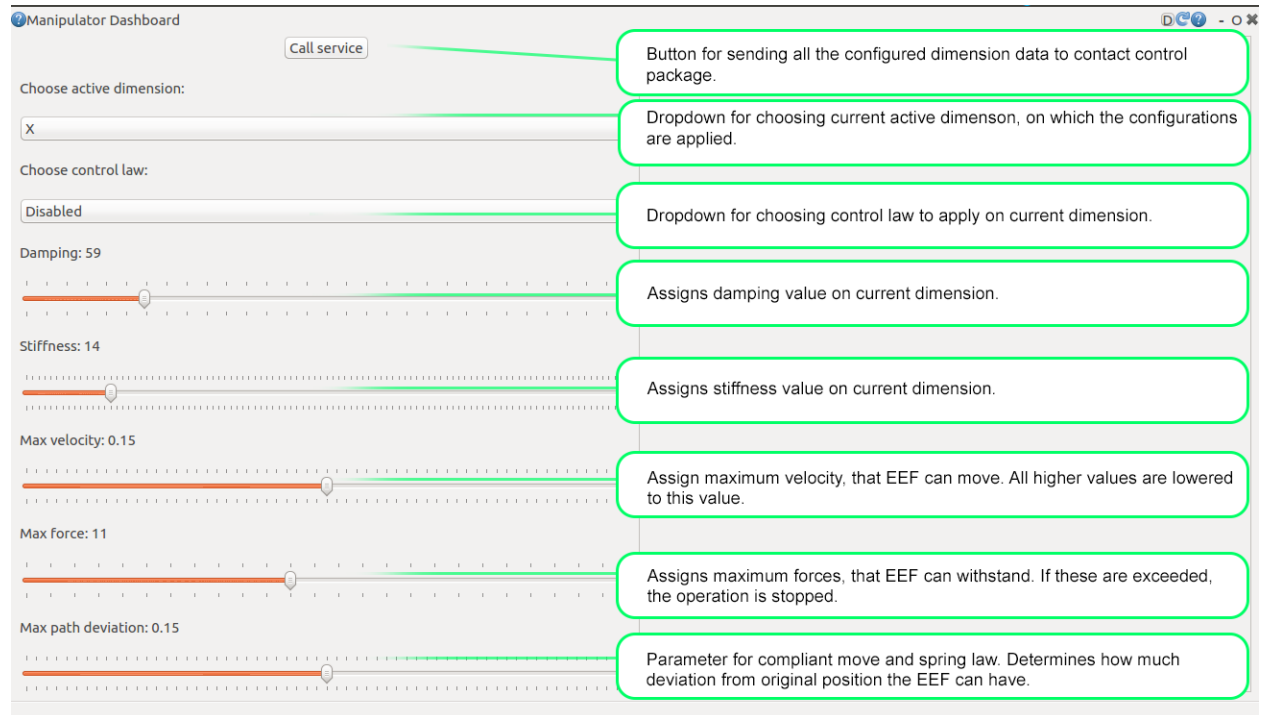 Manipulator Dashboard
D
- O
Call service
Button for sending all the configured dimension data to contact control
package.
Choose active dimension:
X
Dropdown for choosing current active dimenson, on which the configurations
are applied.
Choose control law:
Disabled
Dropdown for choosing control law to apply on current dimension.
Damping: 59
Assigns damping value on current dimension.
Stiffness: 14
Assigns stiffness value on current dimension.
Max velocity: 0.15
Assign maximum velocity, that EEF can move. All higher values are lowered
to this value.
Max force: 11
Assigns maximum forces, that EEF can withstand. If these are exceeded,
the operation is stopped.
Max path deviation: 0.15
Parameter for compliant move and spring law. Determines how much
deviation from original position the EEF can have.